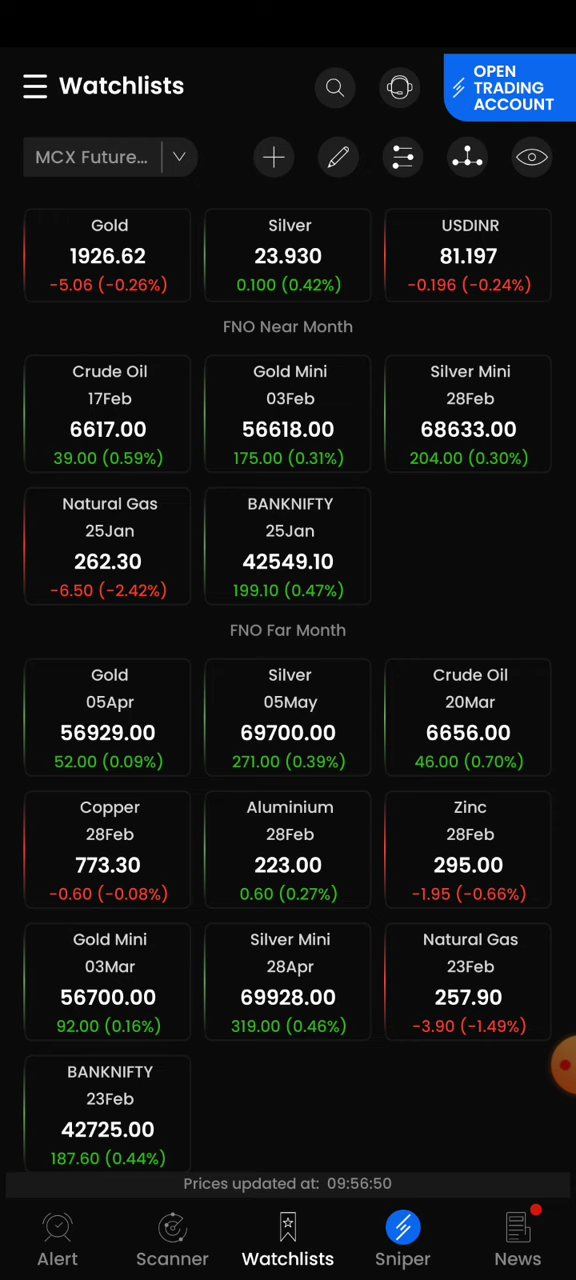 Watchlists
OPEN
TRADING
ACCOUNT
MCX Future...
Gold
1926.62
-5.06 (-0.26%)
Silver
23.930
0.100 (0.42%)
USDINR
81.197
-0.196 (-0.24%)
FNO Near Month
Crude Oil
17Feb
6617.00
39.00 (0.59%)
Gold Mini
03Feb
56618.00
175.00 (0.31%)
Silver Mini
28Feb
68633.00
204.00 (0.30%)
Natural Gas
25Jan
262.30
-6.50 (-2.42%)
BANKNIFTY
25Jan
42549.10
199.10 (0.47%)
FNO Far Month
Gold
05Apr
56929.00
52.00 (0.09%)
Silver
05May
69700.00
271.00 (0.39%)
Crude Oil
20Mar
6656.00
46.00 (0.70%)
Copper
28Feb
773.30
-0.60 (-0.08%)
Aluminium
28Feb
223.00
0.60 (0.27%)
Zinc
28Feb
295.00
-1.95 (-0.66%)
Gold Mini
03Mar
56700.00
92.00 (0.16%)
Silver Mini
28Apr
69928.00
319.00 (0.46%)
Natural Gas
23Feb
257.90
-3.90 (-1.49%)
BANKNIFTY
23Feb
42725.00
187.60 (0.44%)
Prices updated at: 09:56:50
Alert
Scanner
Watchlists
Sniper
News